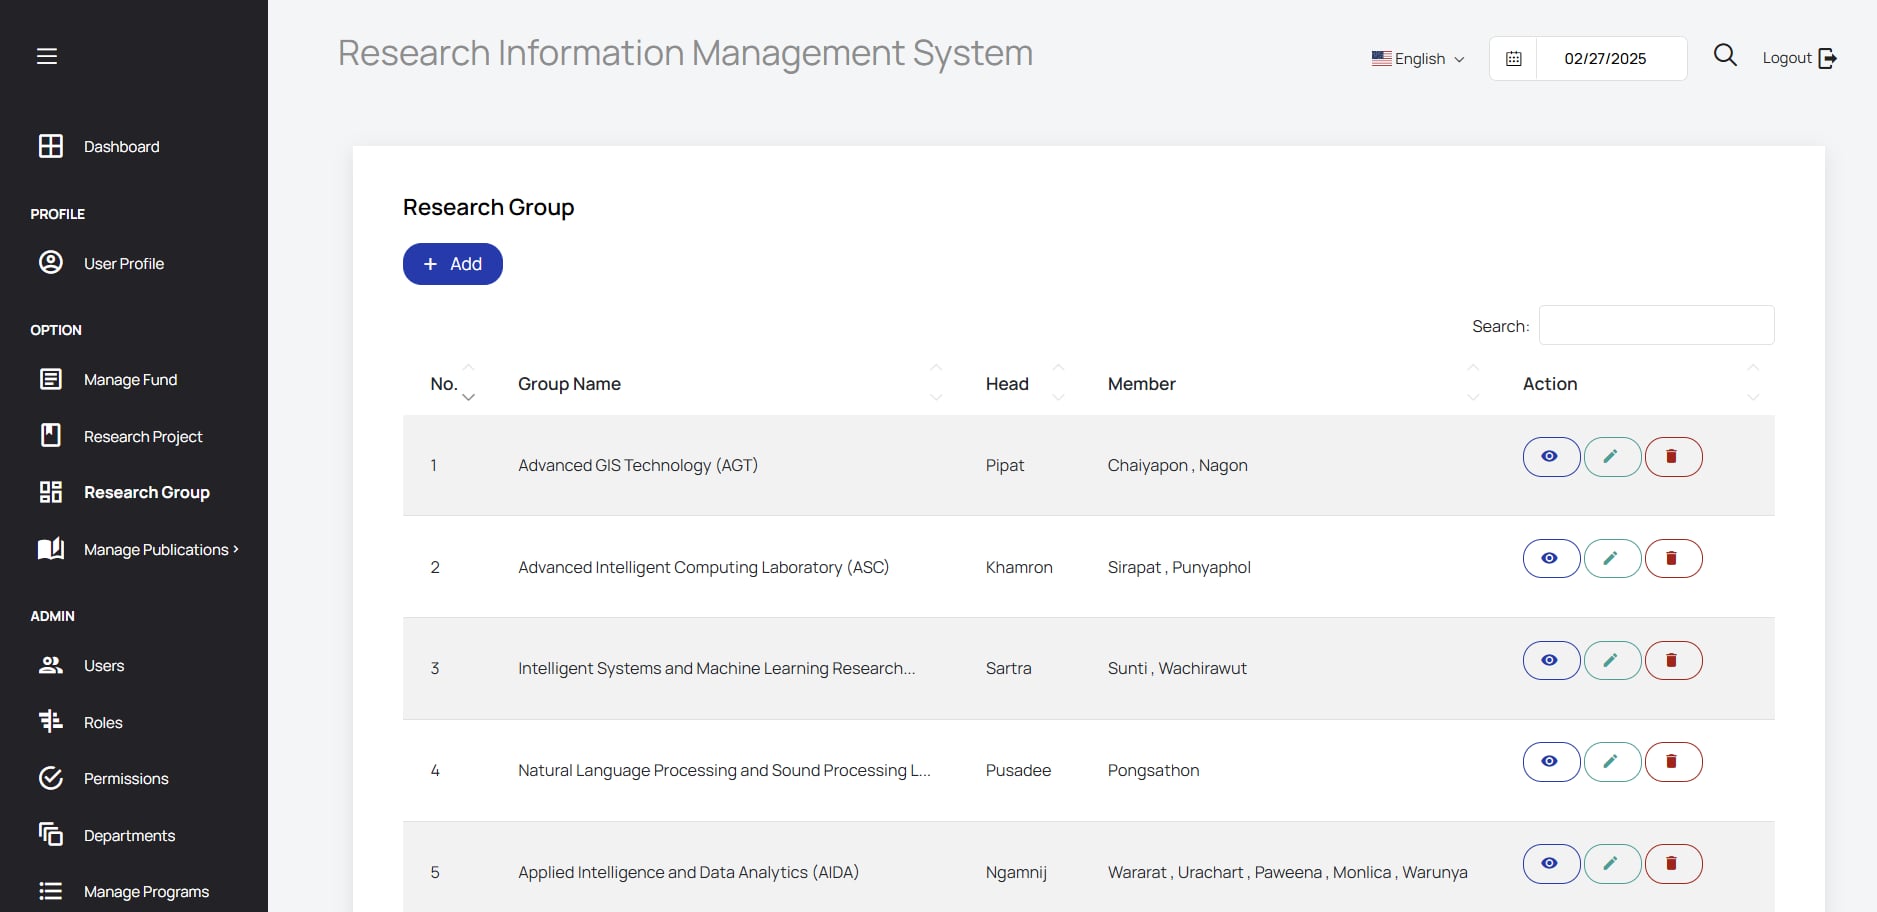 Research Information Management System
English
02/27/2025
Logout
Dashboard
PROFILE
User Profile
OPTION
Manage Fund
Research Project
Research Group
Manage Publications
ADMIN
Users
Roles
Permissions
Departments
Manage Programs
Research Group
+ Add
Search:
No. Group Name Head Member Action
1 Advanced GIS Technology (AGT) Pipat Chaiyapon , Nagon
2 Advanced Intelligent Computing Laboratory (ASC) Khamron Sirapat , Punyaphol
3 Intelligent Systems and Machine Learning Research... Sartra Sunti , Wachirawut
4 Natural Language Processing and Sound Processing L... Pusadee Pongsathon
5 Applied Intelligence and Data Analytics (AIDA) Ngamnij Wararat , Urachart , Paweena , Monlica , Warunya